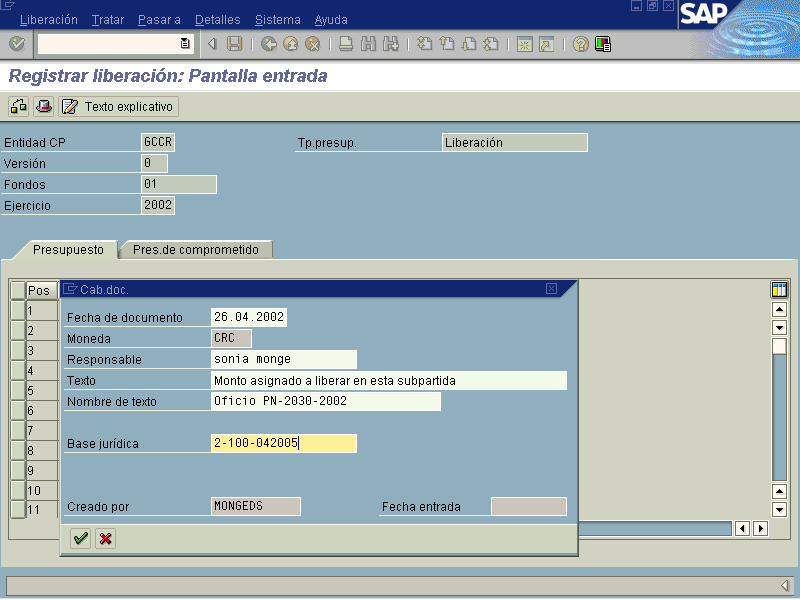 Liberación Tratar Pasar a Detalles Sistema Ayuda
SAP
Registrar liberación: Pantalla entrada
Texto explicativo
Entidad CP GCCR Tp.presup. Liberación
Versión 0
Fondos 01
Ejercicio 2002
Presupuesto Pres.de comprometido
Pos
1
2
3
4
5
6
7
8
9
10
11
Cab.doc.
Fecha de documento 26.04.2002
Moneda CRC
Responsable sonia monge
Texto Monto asignado a liberar en esta subpartida
Nombre de texto Oficio PN-2030-2002
Base jurídica 2-100-042005
Creado por MONGEDS Fecha entrada